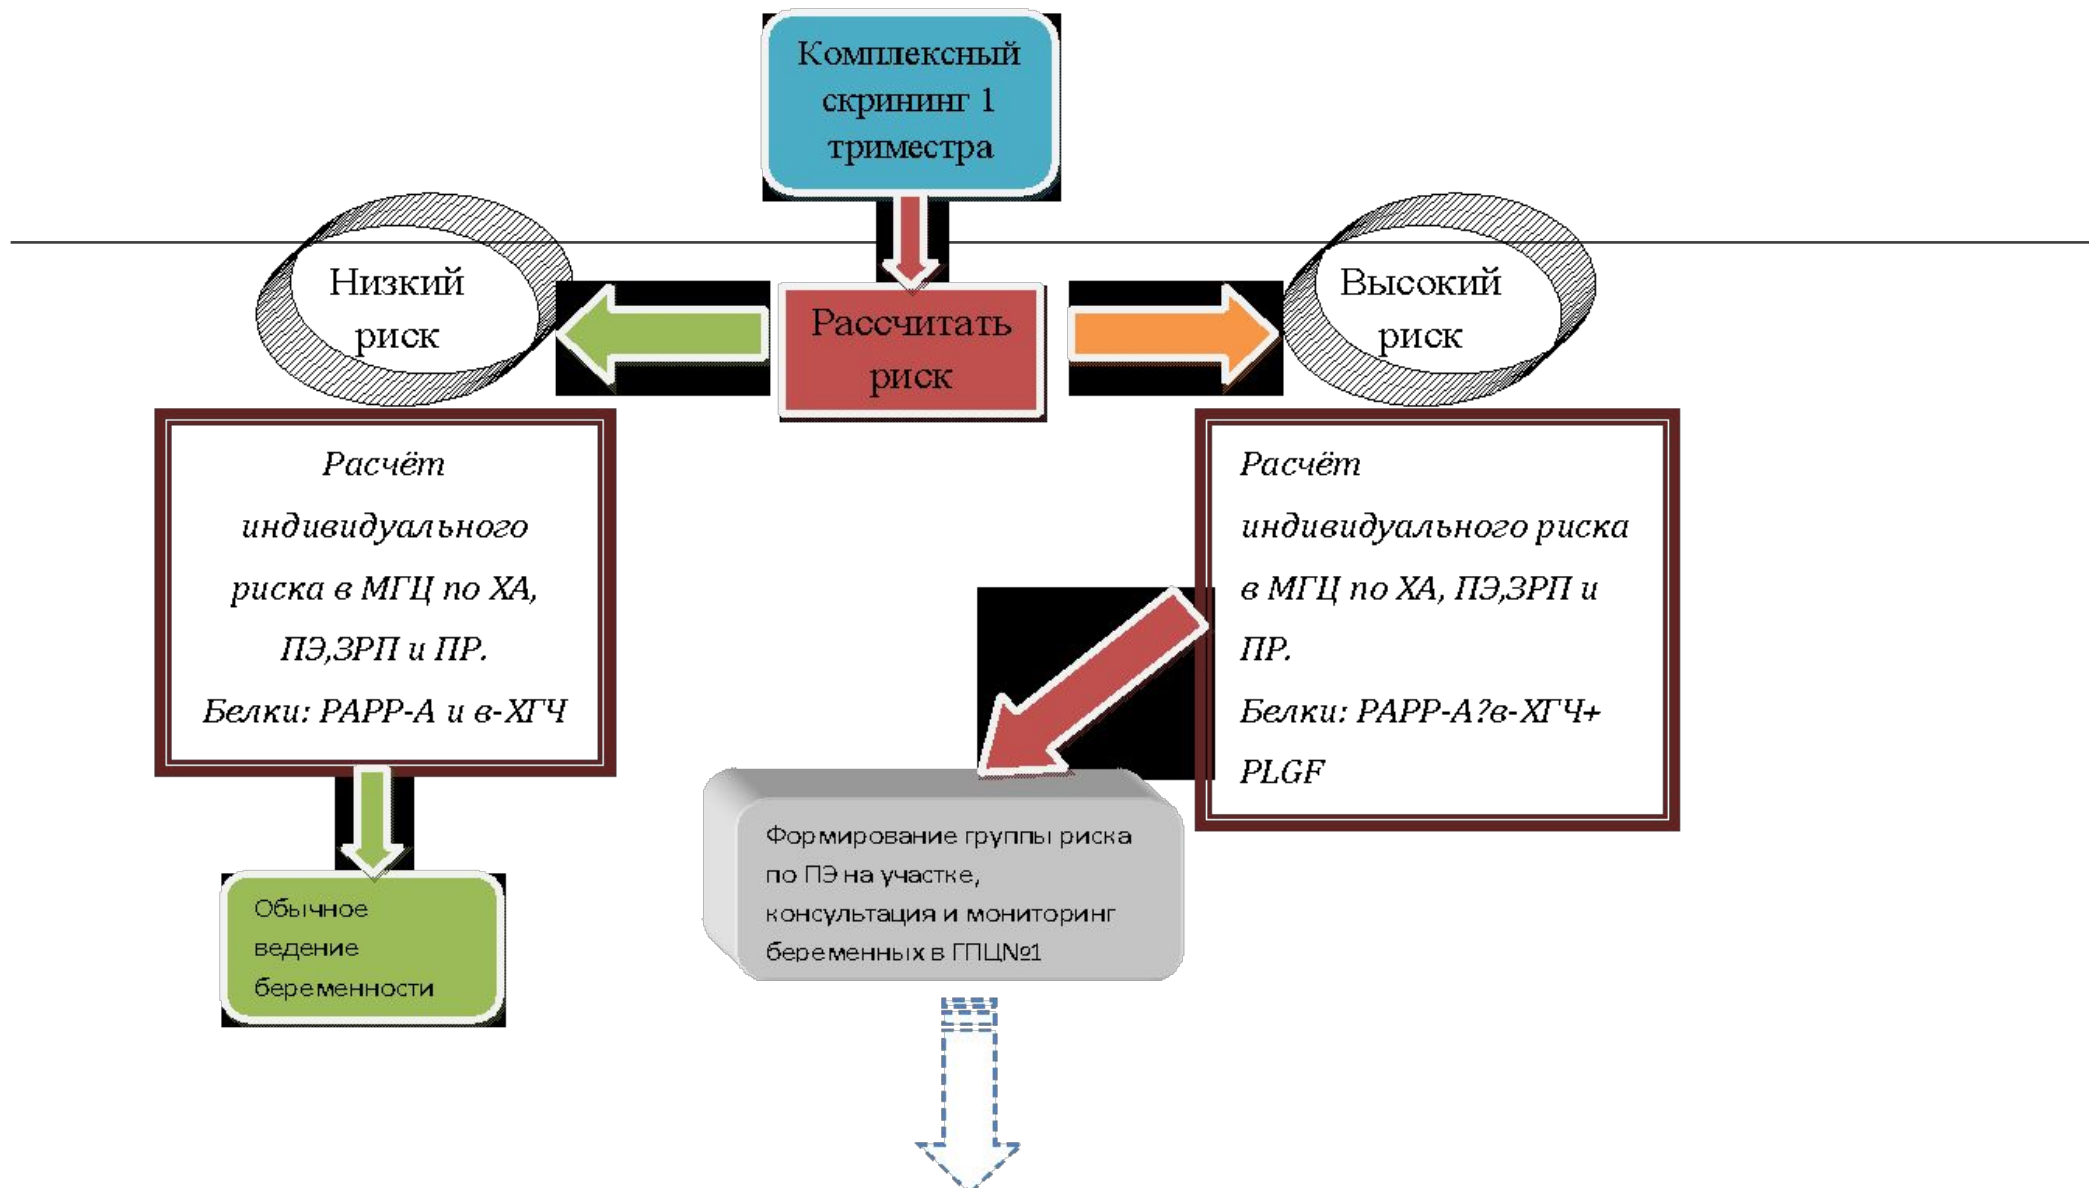 Комплексный
скрининг 1
триместра
Низкий
риск
Рассчитать
риск
Высокий
риск
Расчёт
индивидуального
риска в МГЦ по ХА,
ПЭ,ЗРП и ПР.
Белки: PAPP-A и в-ХГЧ
Расчёт
индивидуального риска
в МГЦ по ХА, ПЭ,ЗРП и
ПР.
Белки: PAPP-A?в-ХГЧ+
PLGF
Формирование группы риска
по ПЭ на участке,
консультация и мониторинг
беременных в ГПЦ№1
Обычное
ведение
беременности